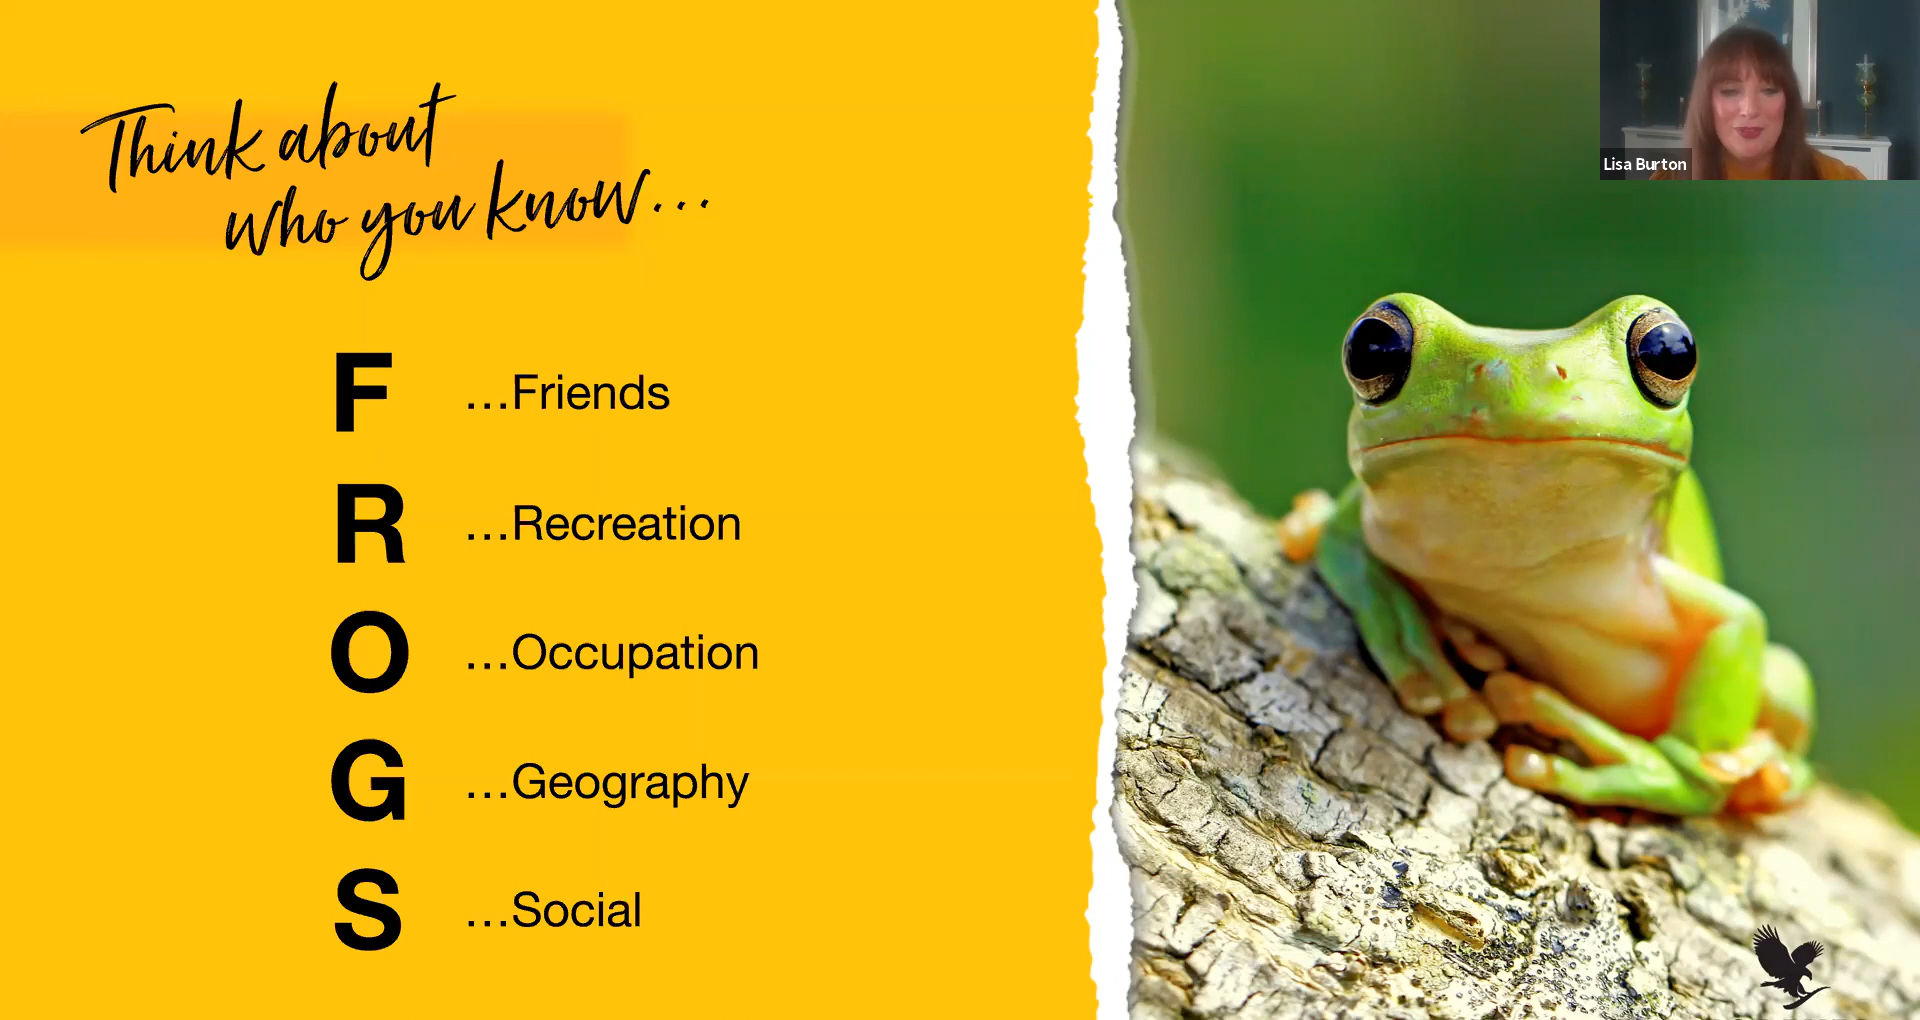 Think about
who you know...
F ...Friends
R ...Recreation
O ...Occupation
G ...Geography
S ...Social
Lisa Burton